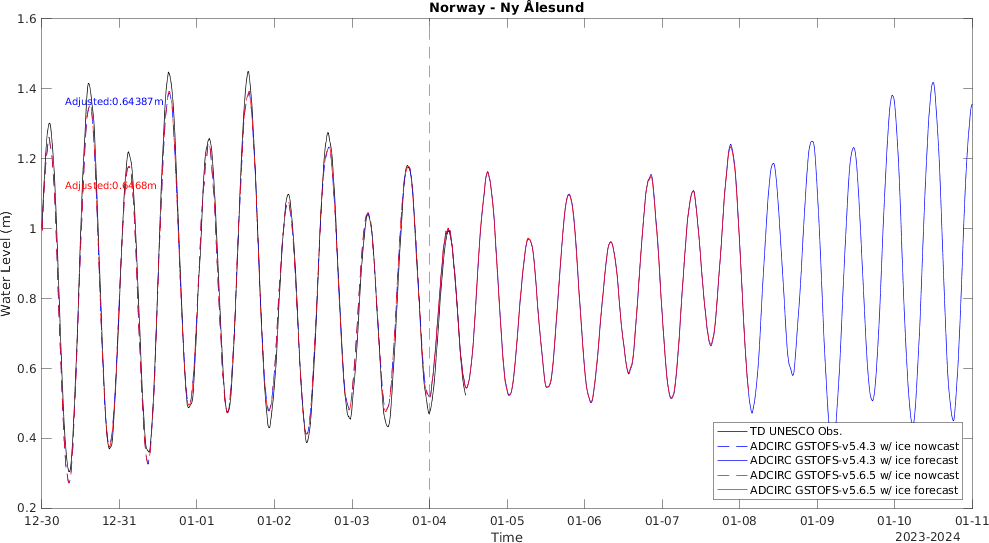 Norway - Ny Ålesund
1.6
1.4
1.2
1
0.8
0.6
0.4
0.2
Water Level (m)
Adjusted:0.64387m
Adjusted:0.6468m
TD UNESCO Obs.
ADCIRC GSTOFS-v5.4.3 w/ ice nowcast
ADCIRC GSTOFS-v5.4.3 w/ ice forecast
ADCIRC GSTOFS-v5.6.5 w/ ice nowcast
ADCIRC GSTOFS-v5.6.5 w/ ice forecast
12-30 12-31 01-01 01-02 01-03 01-04 01-05 01-06 01-07 01-08 01-09 01-10 01-11
Time
2023-2024